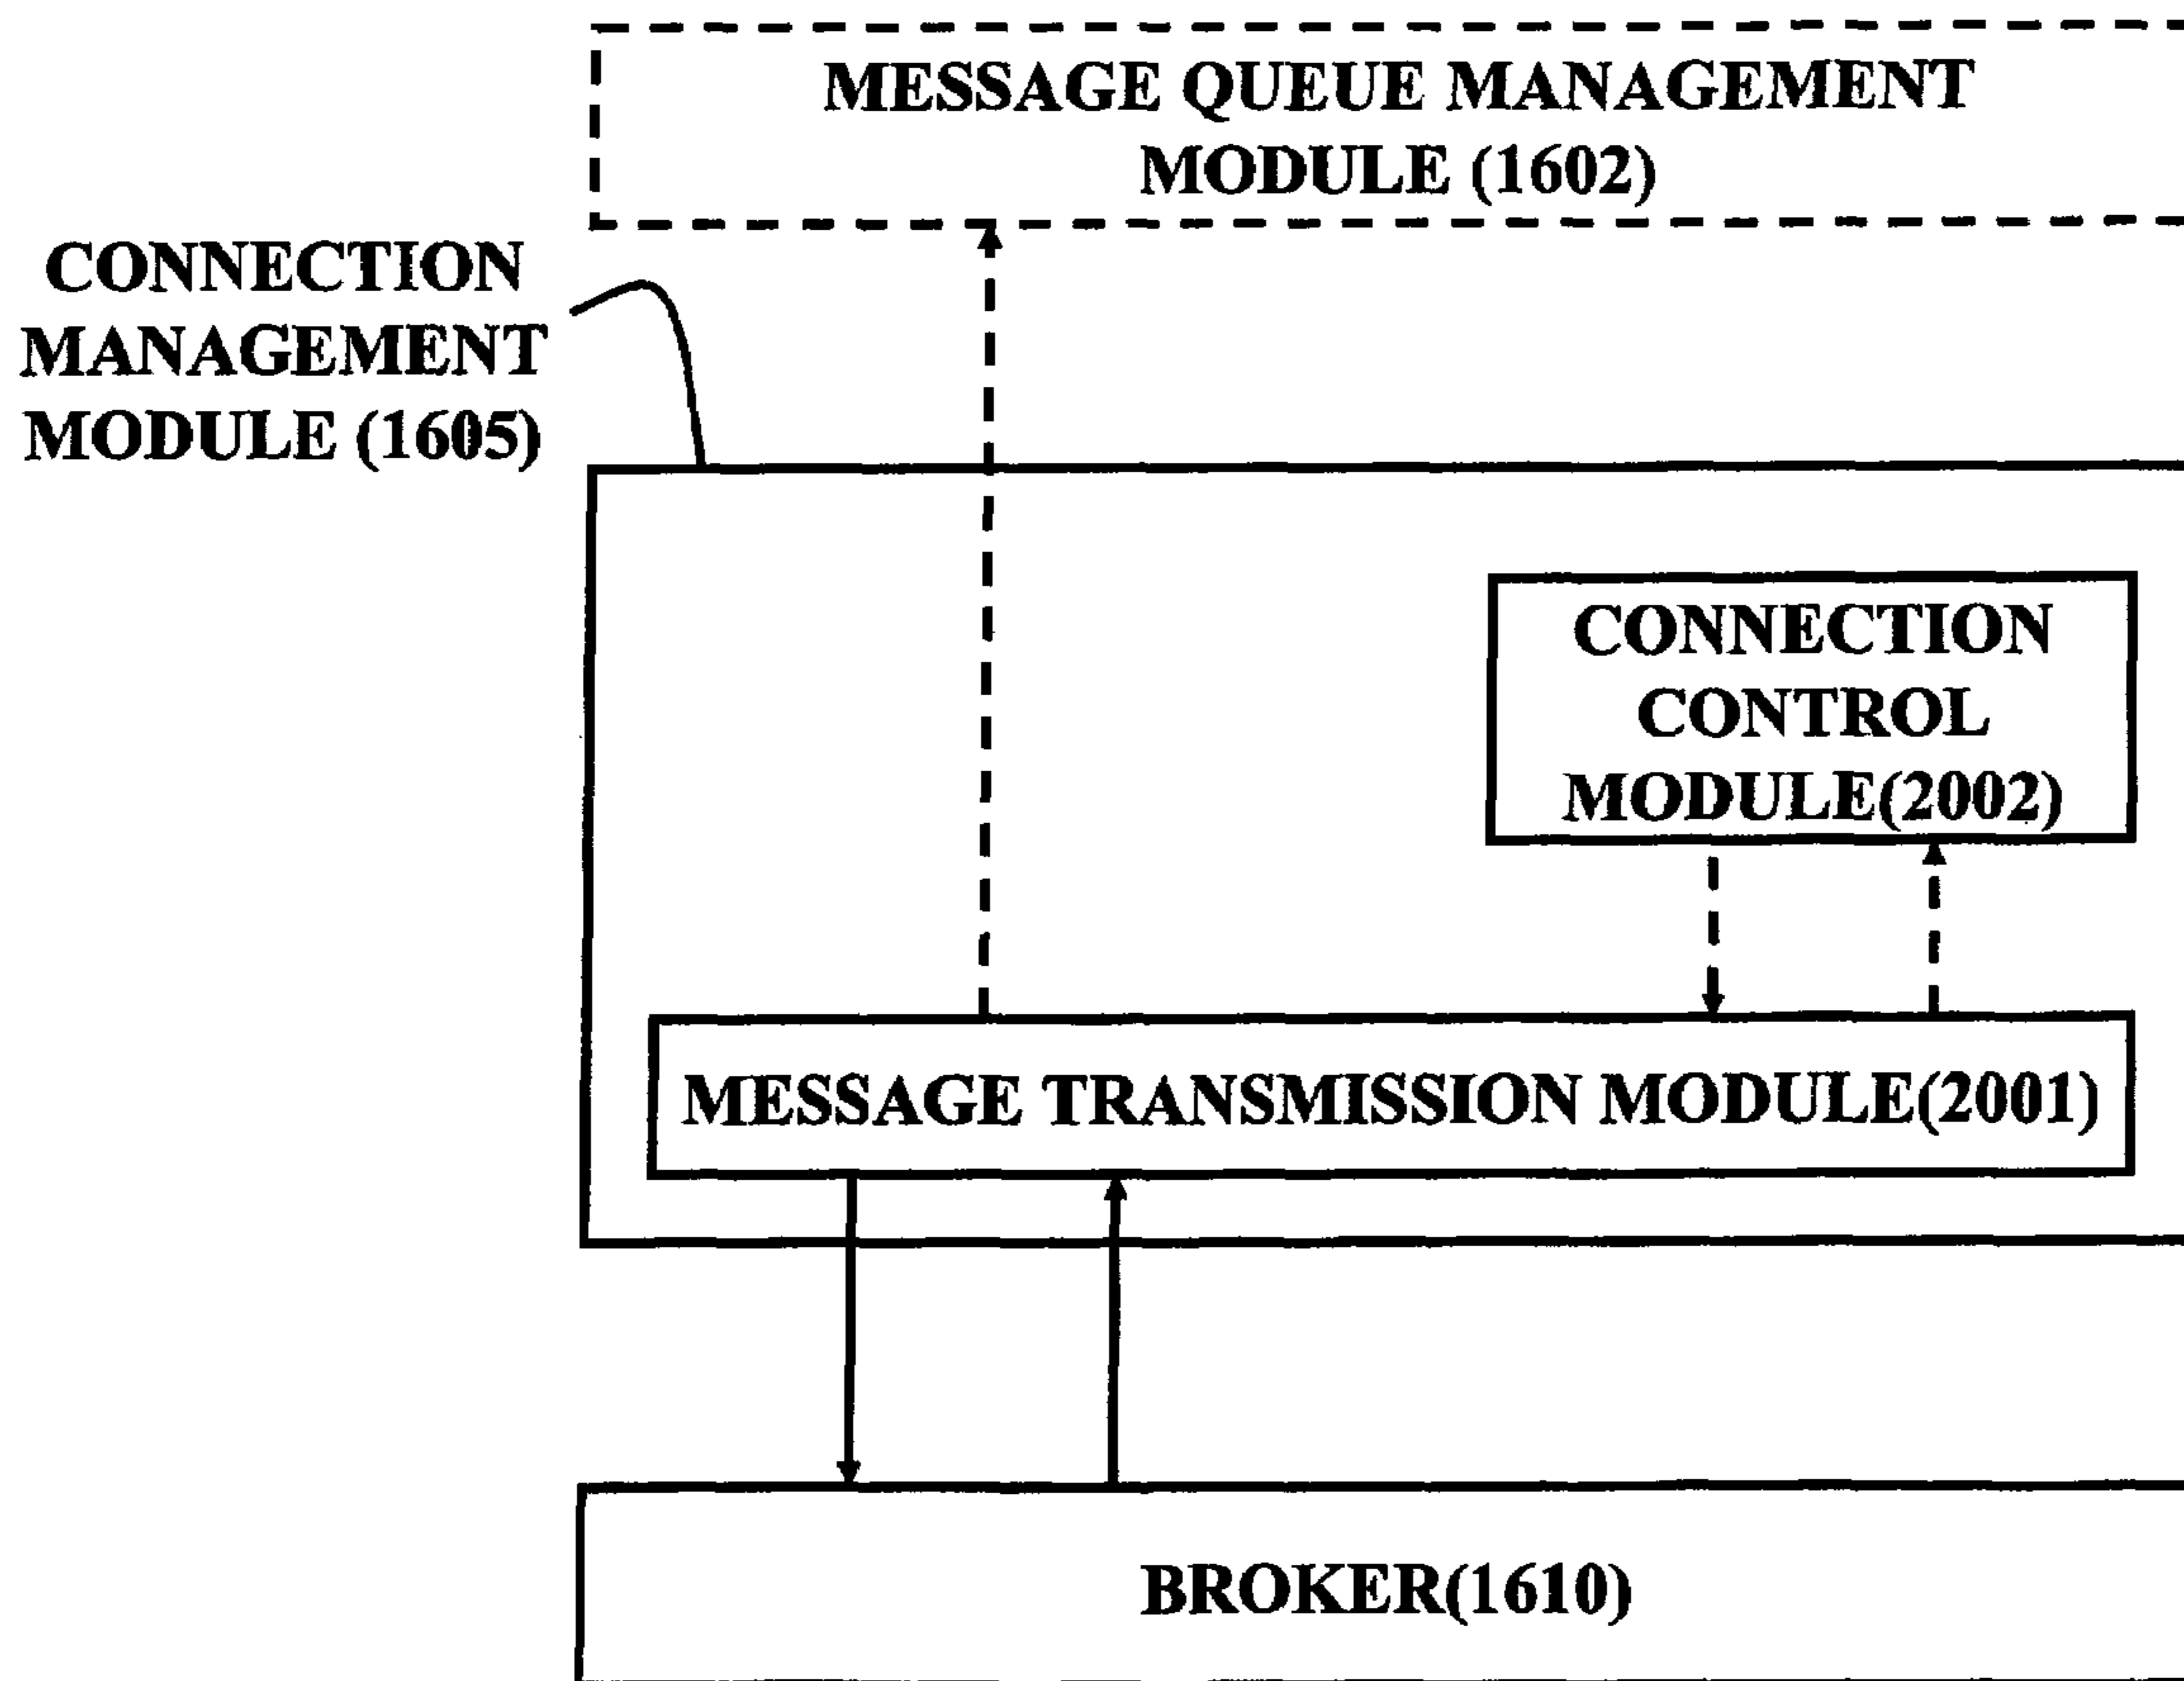 MESSAGE QUEUE MANAGEMENT
MODULE (1602)
CONNECTION
MANAGEMENT
MODULE (1605)
CONNECTION
CONTROL
MODULE(2002)
MESSAGE TRANSMISSION MODULE(2001)
BROKER(1610)